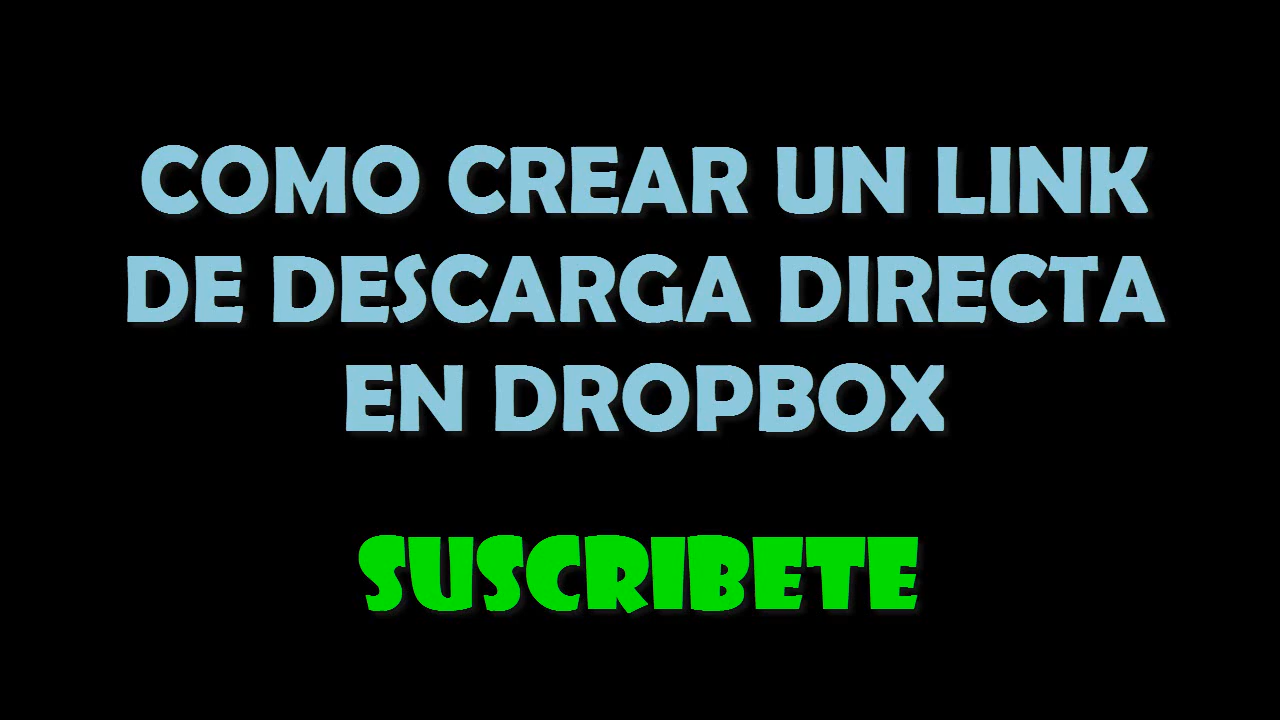 COMO CREAR UN LINK
DE DESCARGA DIRECTA
EN DROPBOX
SUSCRIBETE